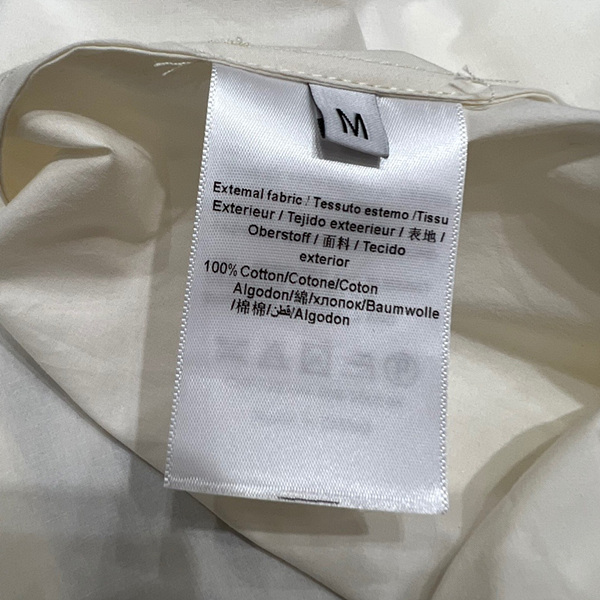 M
External fabric / Tessuto estemo /Tissu
Exterieur / Tejido exteerieur / 表地 /
Oberstoff / 面料 / Tecido
exterior
100% Cotton/Cotone/Coton
Algodon/綿/хлопок/Baumwolle
/棉棉/قطن/Algodon